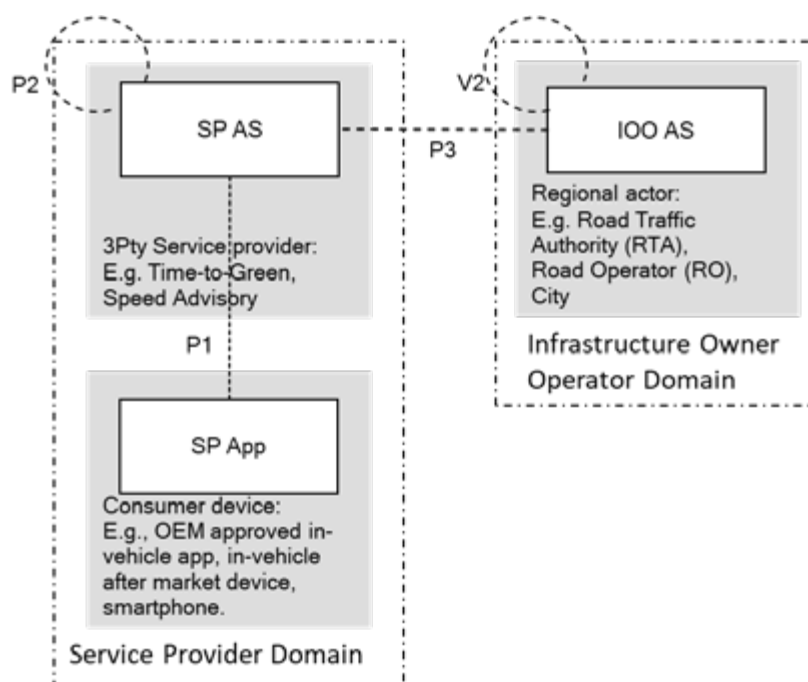 P2
SP AS
3Pty Service provider:
E.g. Time-to-Green,
Speed Advisory
P1
SP App
Consumer device:
E.g., OEM approved in-
vehicle app, in-vehicle
after market device,
smartphone.
Service Provider Domain
P3
V2
IOO AS
Regional actor:
E.g. Road Traffic
Authority (RTA),
Road Operator (RO),
City
Infrastructure Owner
Operator Domain